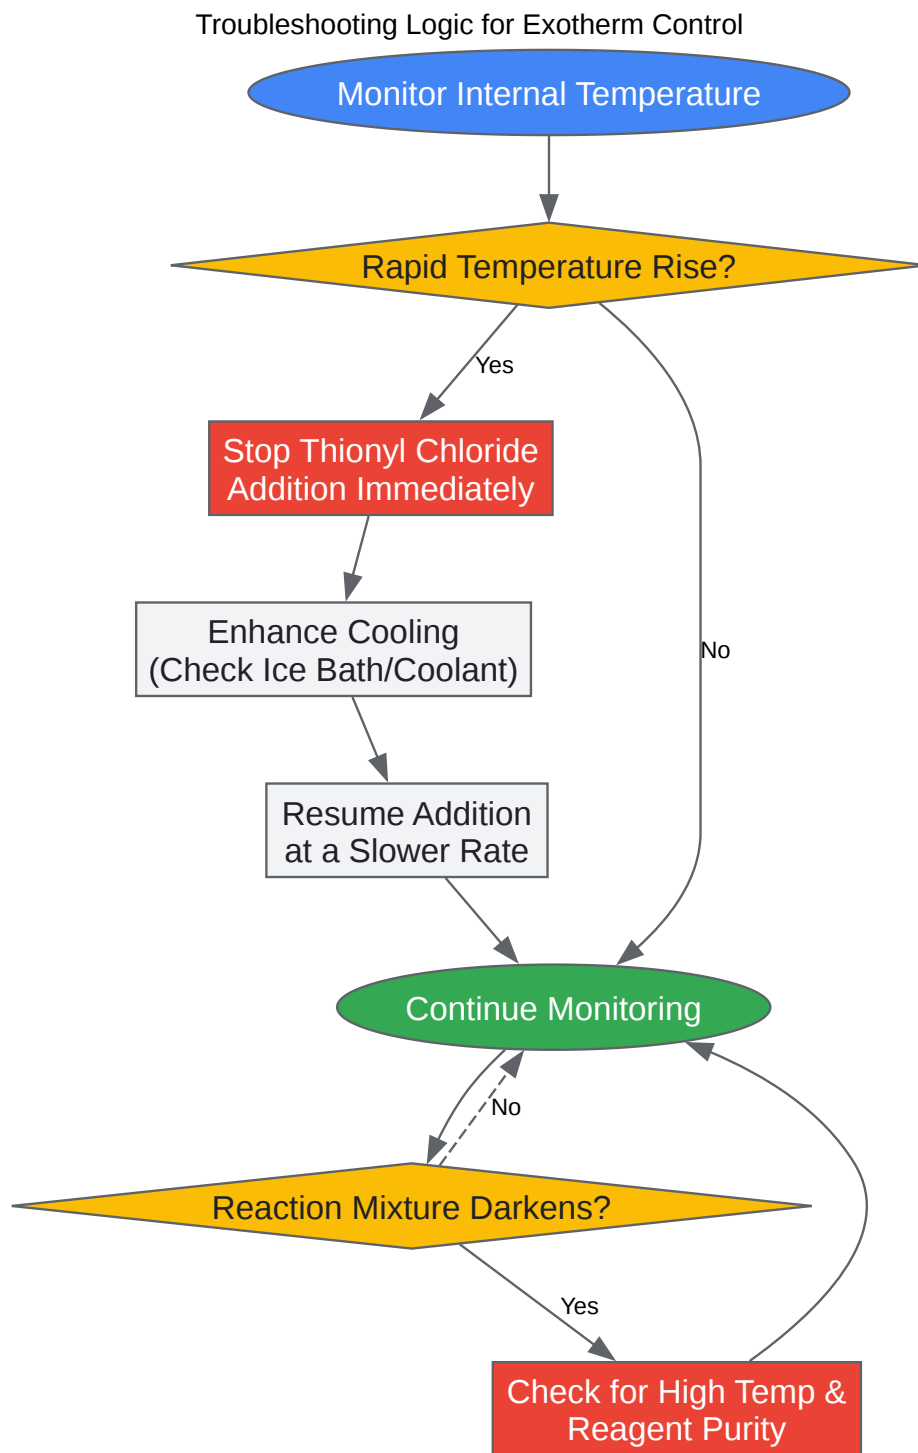 Troubleshooting Logic for Exotherm Control
Monitor Internal Temperature
Rapid Temperature Rise?
Yes
Stop Thionyl Chloride
Addition Immediately
Enhance Cooling
(Check Ice Bath/Coolant)
No
Resume Addition
at a Slower Rate
Continue Monitoring
No
Reaction Mixture Darkens?
Yes
Check for High Temp &
Reagent Purity